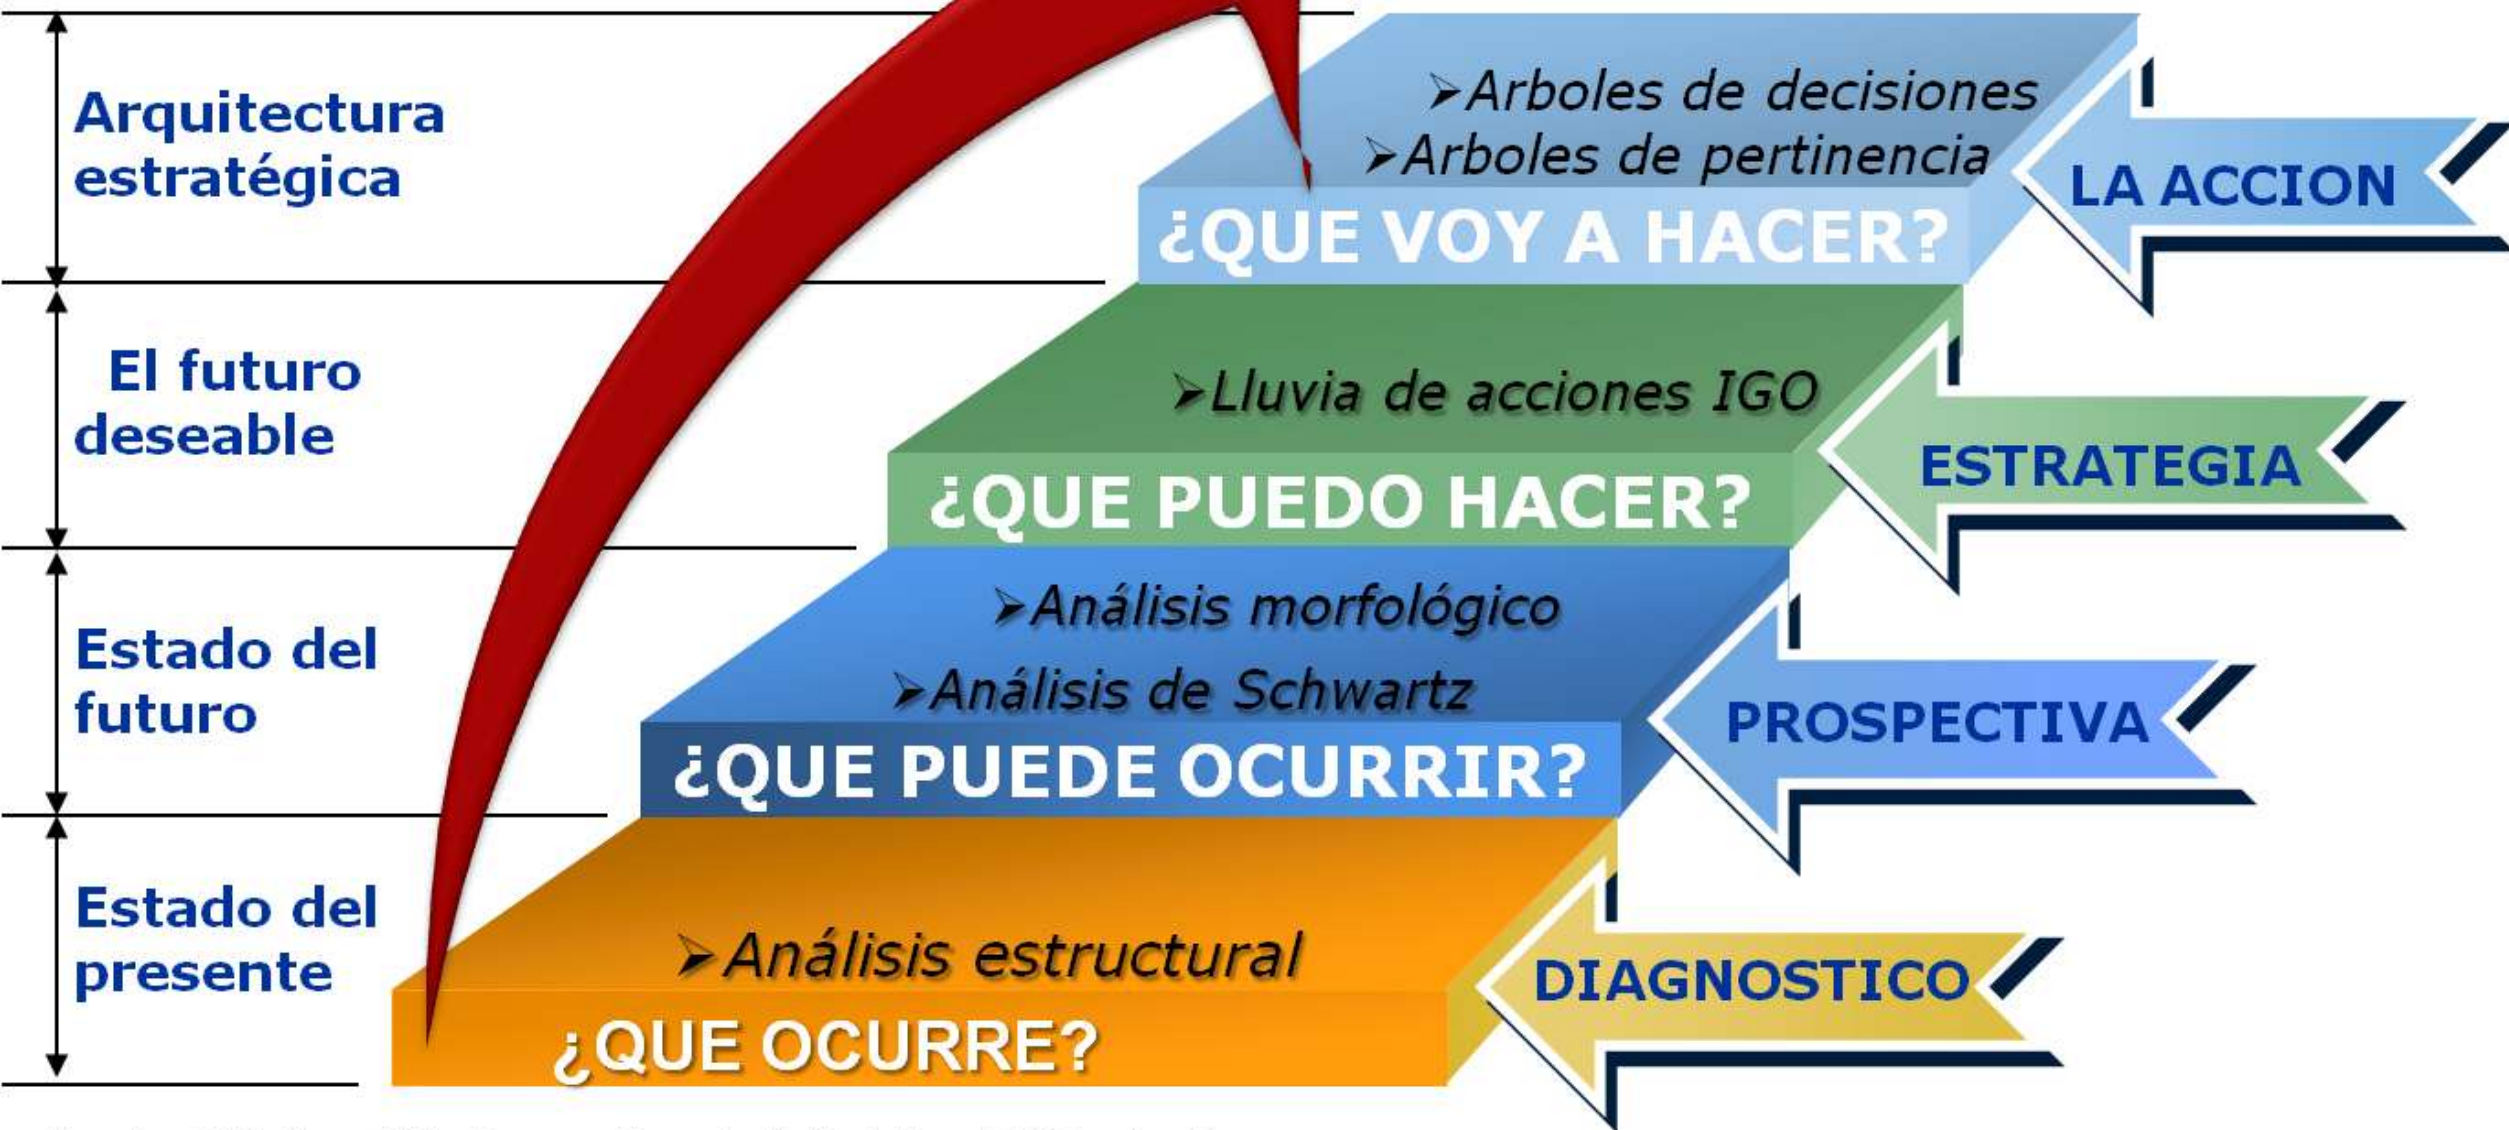 Arquitectura
estratégica
➢Arboles de decisiones
➢Arboles de pertinencia
¿QUE VOY A HACER?
LA ACCION
El futuro
deseable
➢Lluvia de acciones IGO
¿QUE PUEDO HACER?
ESTRATEGIA
Estado del
futuro
➢Análisis morfológico
➢Análisis de Schwartz
¿QUE PUEDE OCURRIR?
PROSPECTIVA
Estado del
presente
➢Análisis estructural
¿QUE OCURRE?
DIAGNOSTICO